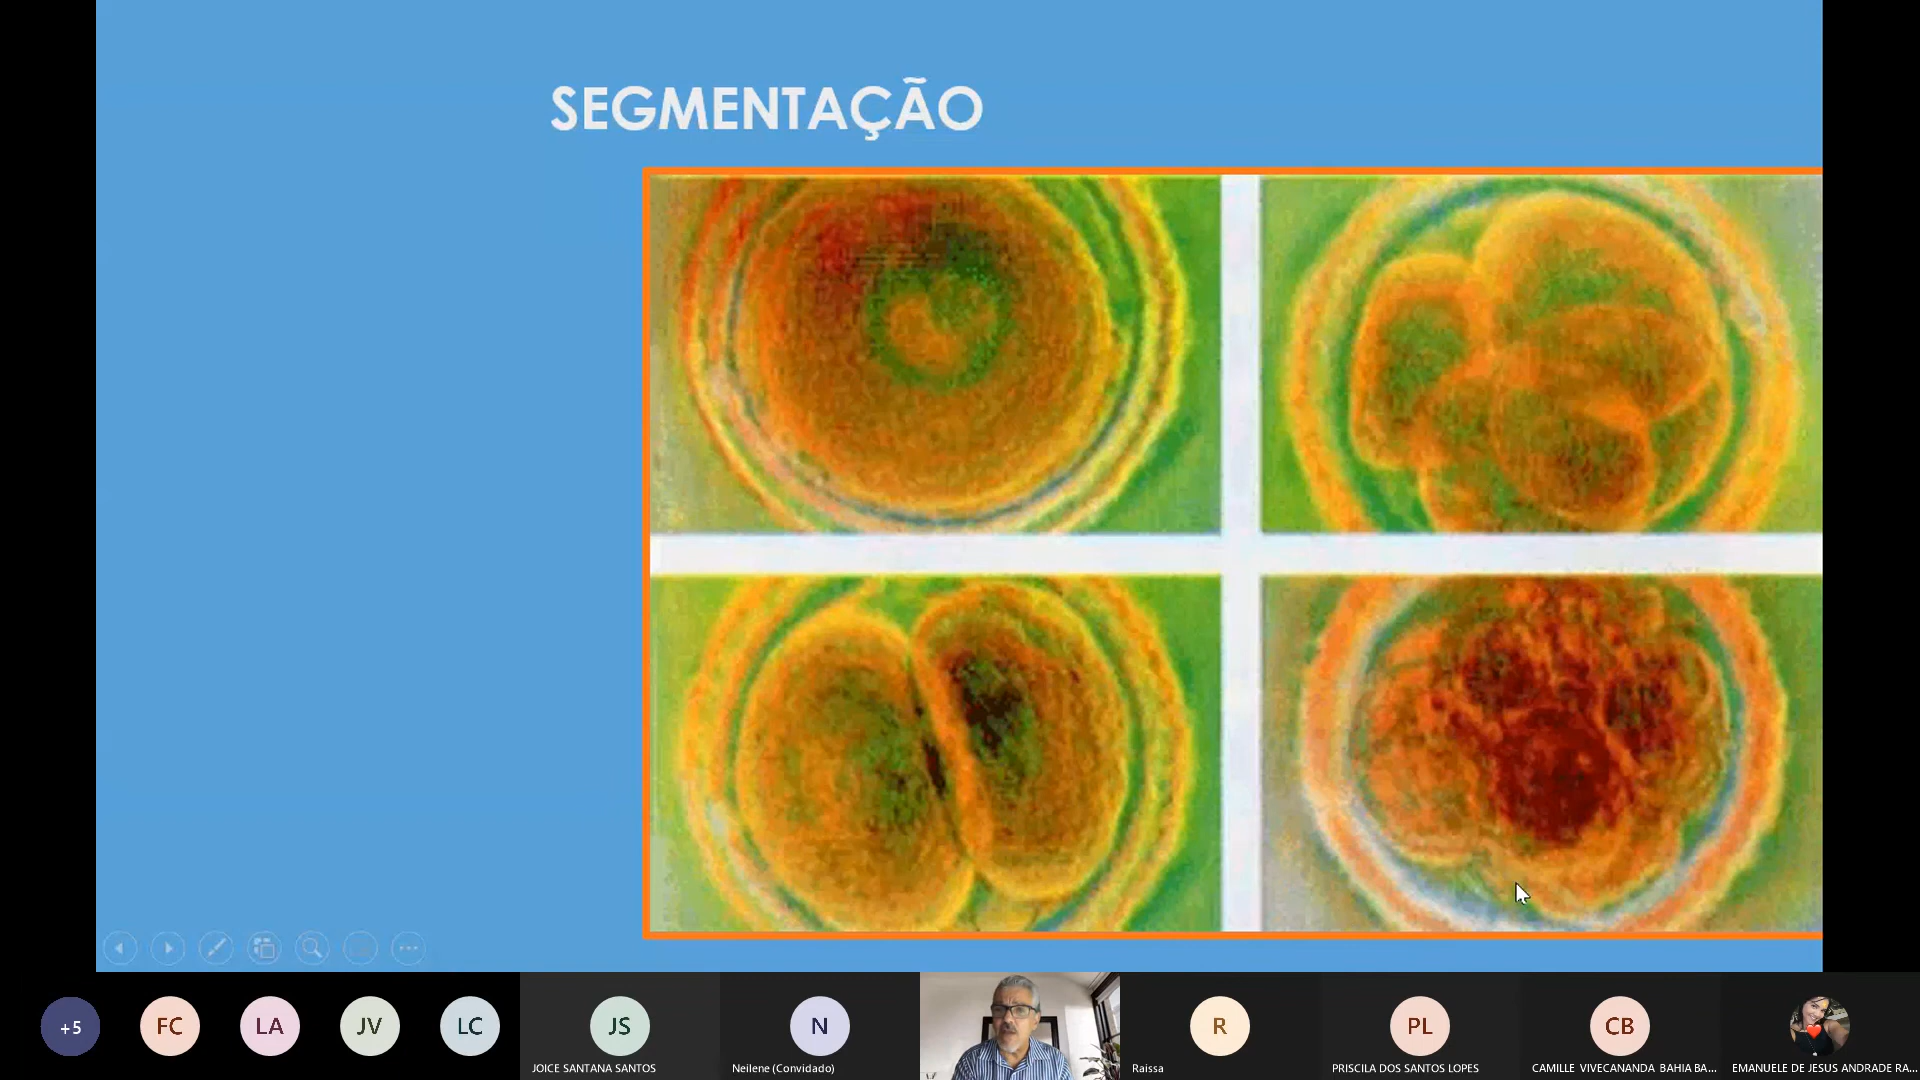 SEGMENTAÇÃO
+5
FC
LA
JV
LC
JS
N
R
PL
CB
JOICE SANTANA SANTOS
Neilene (Convidado)
Raissa
PRISCILA DOS SANTOS LOPES
CAMILLE VIVECANANDA BAHIA BA...
EMANUELE DE JESUS ANDRADE RA...